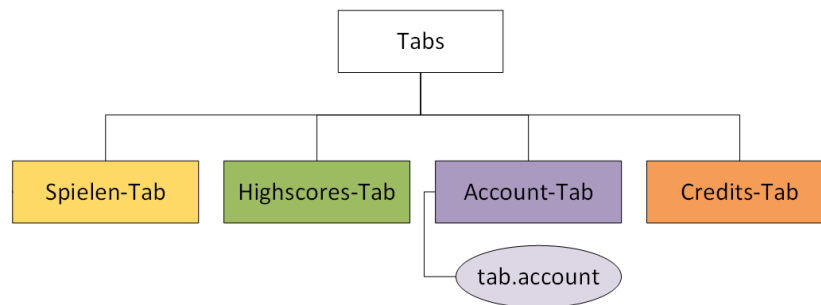 Tabs
Spielen-Tab
Highscores-Tab
Account-Tab
Credits-Tab
tab.account